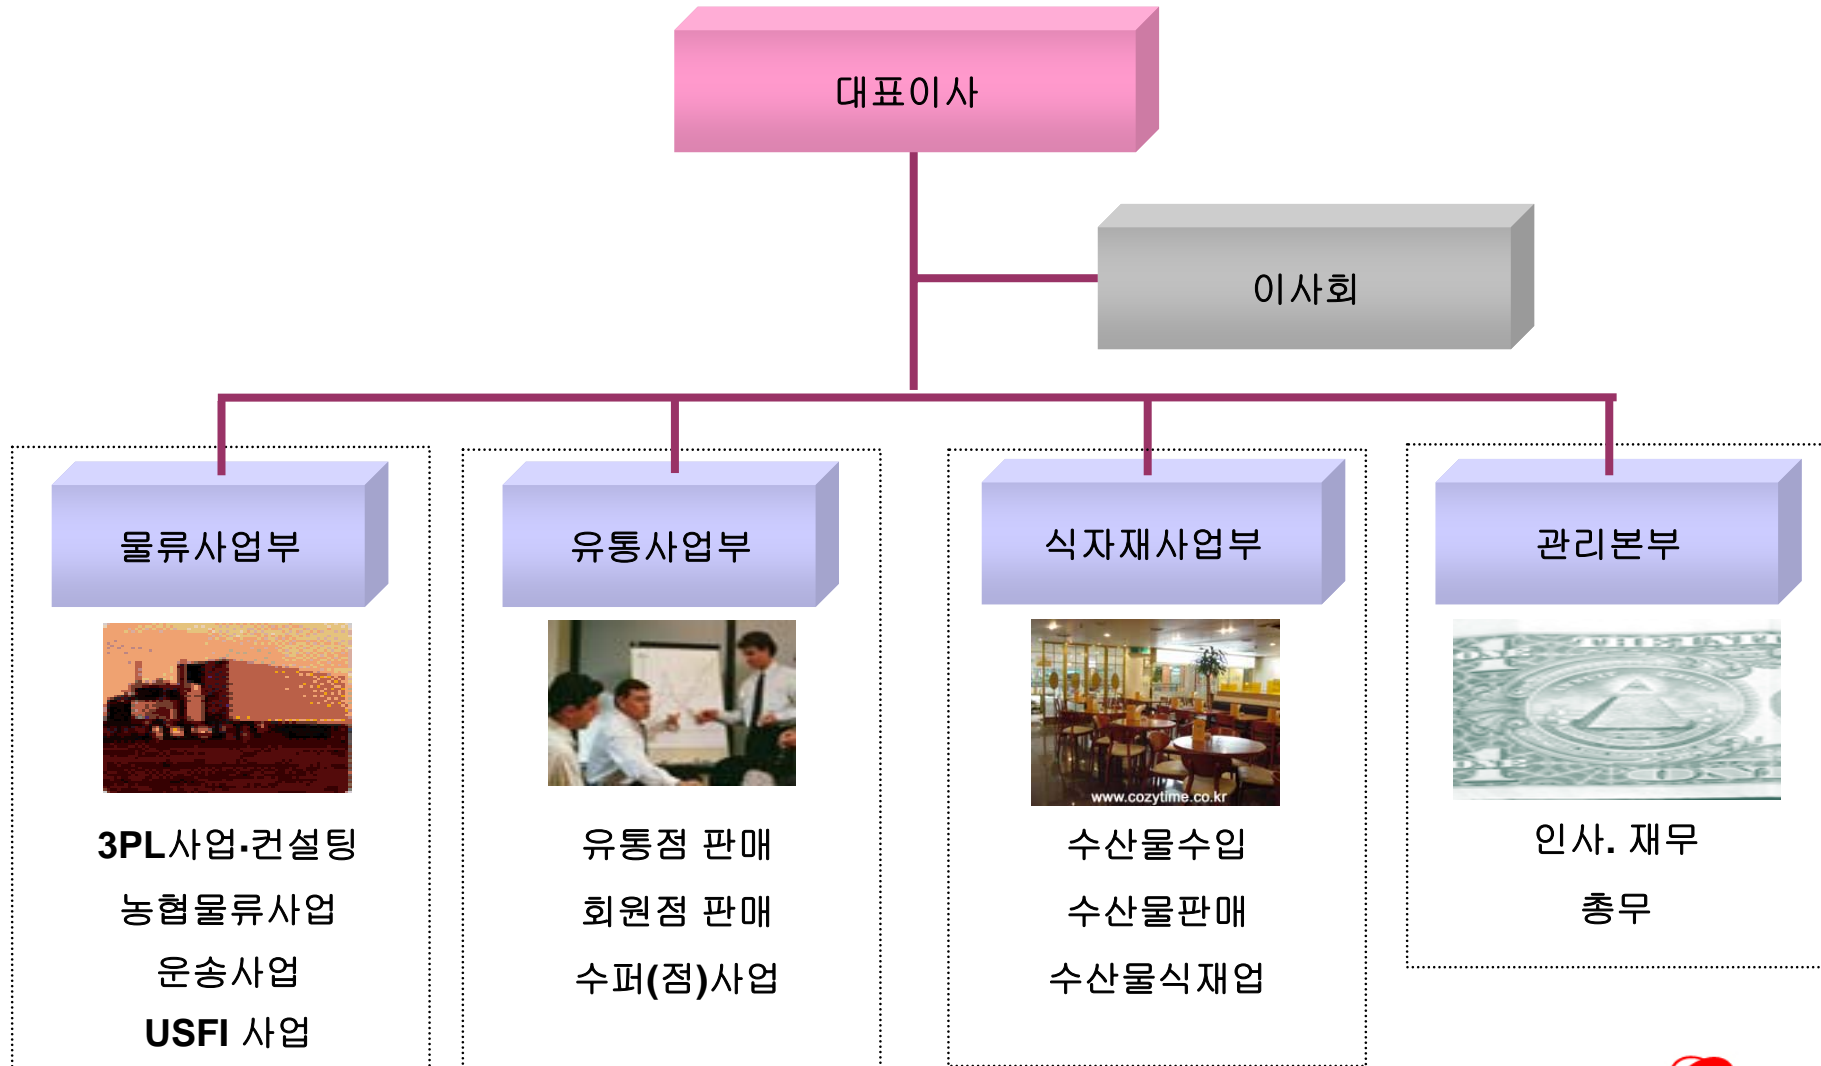 대표이사
이사회
물류사업부
유통사업부
식자재사업부
관리본부
www.cozytime.co.kr
3PL사업·컨설팅
농협물류사업
운송사업
USFI 사업
유통점 판매
회원점 판매
수퍼(점)사업
수산물수입
수산물판매
수산물식재업
인사. 재무
총무